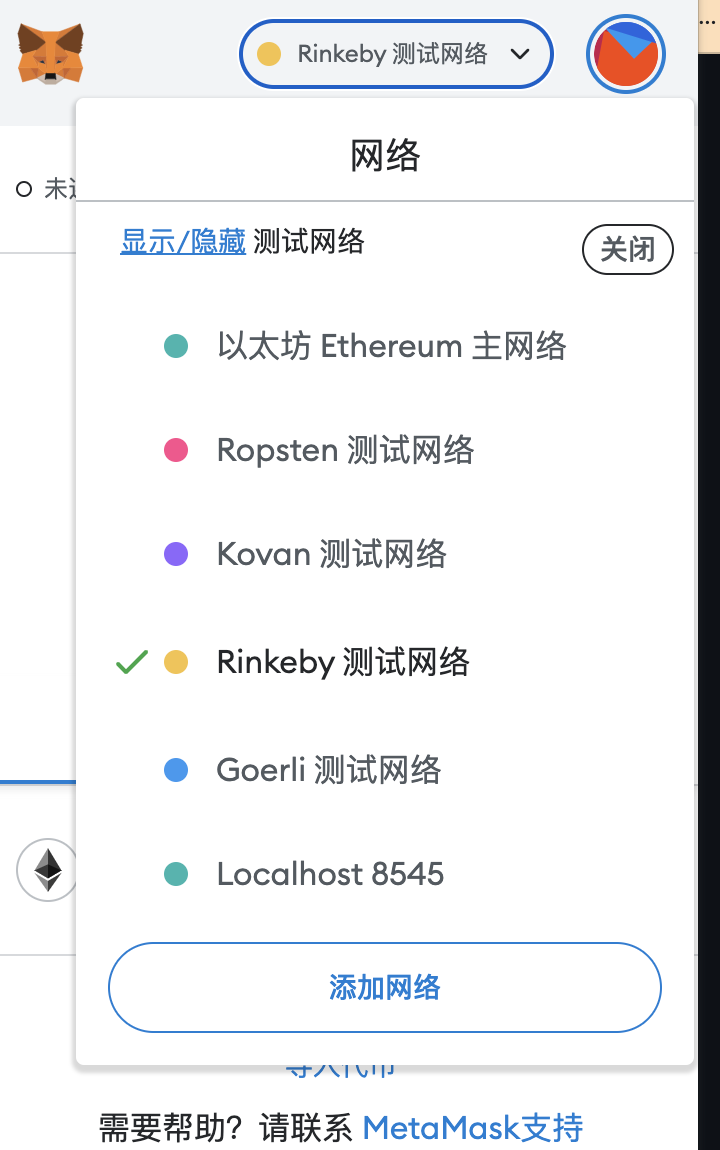 Rinkeby 测试网络
网络
未
显示/隐藏 测试网络
关闭
以太坊 Ethereum 主网络
Ropsten 测试网络
Kovan 测试网络
Rinkeby 测试网络
Goerli 测试网络
Localhost 8545
添加网络
需要帮助？请联系 MetaMask支持